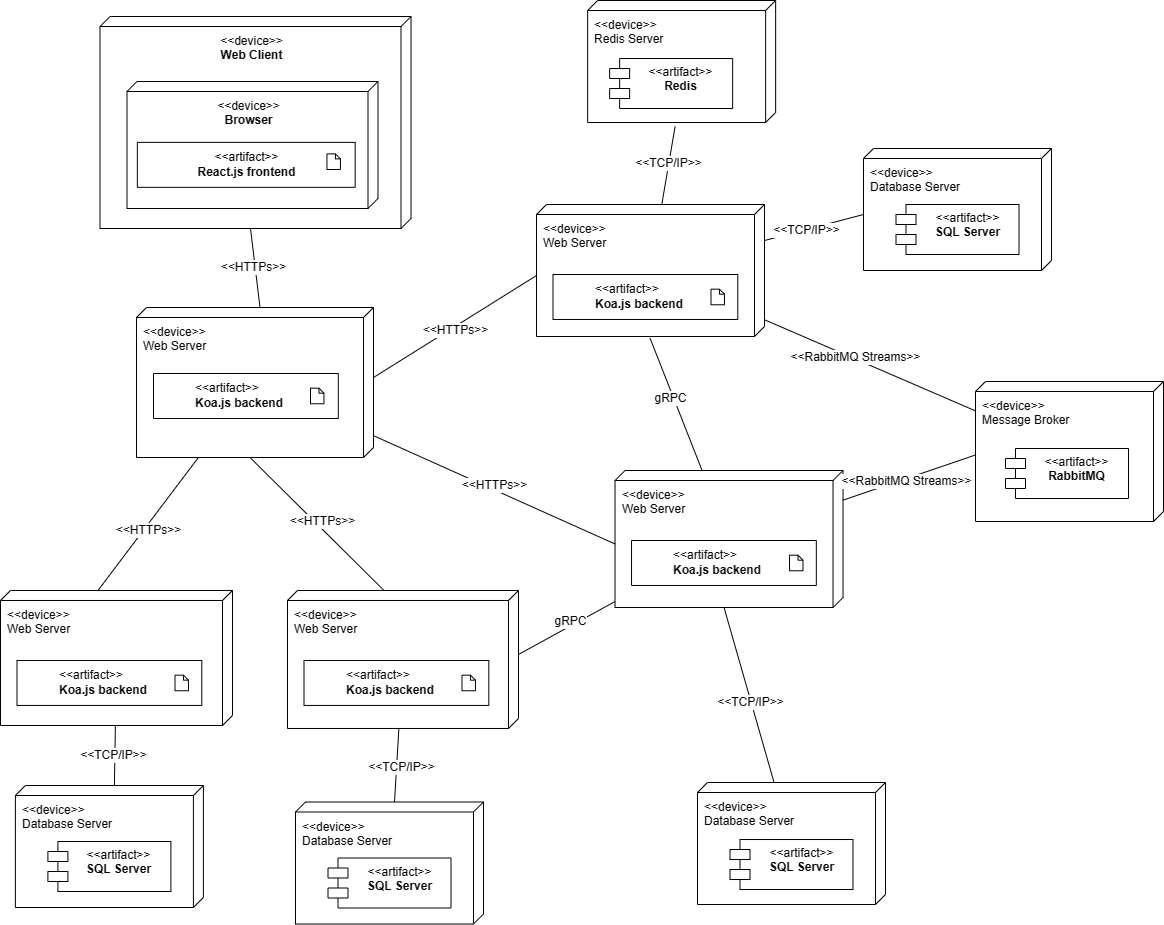 <<device>>
Web Client
<<device>>
Browser
<<artifact>>
React.js frontend
<<device>>
Redis Server
<<artifact>>
Redis
<<TCP/IP>>
<<device>>
Database Server
<<artifact>>
SQL Server
<<TCP/IP>>
<<device>>
Web Server
<<artifact>>
Koa.js backend
<<HTTPs>>
<<device>>
Web Server
<<artifact>>
Koa.js backend
<<HTTPs>>
<<RabbitMQ Streams>>
gRPC
<<device>>
Message Broker
<<artifact>>
RabbitMQ
<<HTTPs>>
<<RabbitMQ Streams>>
<<device>>
Web Server
<<artifact>>
Koa.js backend
<<HTTPs>>
<<HTTPs>>
<<device>>
Web Server
<<artifact>>
Koa.js backend
<<device>>
Web Server
<<artifact>>
Koa.js backend
gRPC
<<TCP/IP>>
<<TCP/IP>>
<<TCP/IP>>
<<device>>
Database Server
<<artifact>>
SQL Server
<<device>>
Database Server
<<artifact>>
SQL Server
<<device>>
Database Server
<<artifact>>
SQL Server